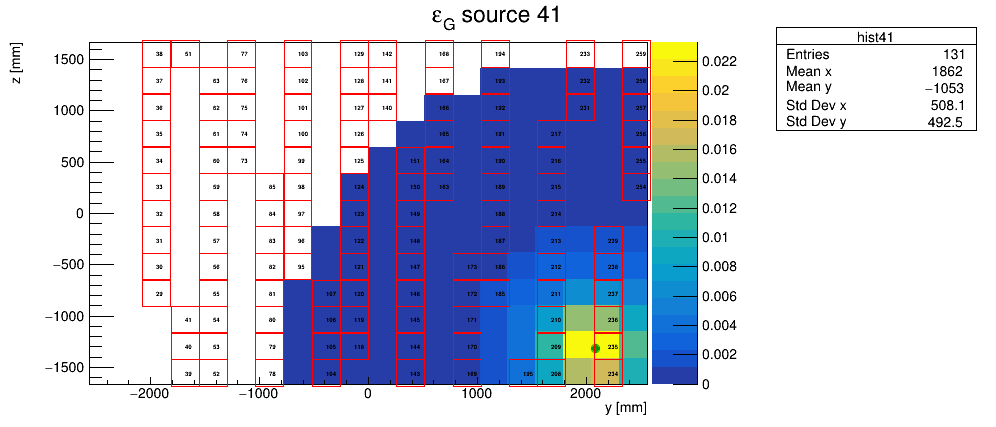 ε_G source 41
z [mm]
1500
1000
500
0
−500
−1000
−1500
−2000 −1000 0 1000 2000
y [mm]
38 51 77 103 129 142 168 194 233 259
37 63 76 102 128 141 167 193 232 258
36 62 75 101 127 140 166 192 231 257
35 61 74 100 126 165 191 217 256
34 60 73 99 125 151 164 190 216 255
33 59 85 98 124 150 163 189 215 254
32 58 84 97 123 149 188 214
31 57 83 96 122 148 187 213 239
30 56 82 95 121 147 173 186 212 238
29 55 81 107 120 146 172 185 211 237
41 54 80 106 119 145 171 210 236
40 53 79 105 118 144 170 209 235
39 52 78 104 143 169 195 208 234
0.022
0.02
0.018
0.016
0.014
0.012
0.01
0.008
0.006
0.004
0.002
0
hist41
Entries 131
Mean x 1862
Mean y −1053
Std Dev x 508.1
Std Dev y 492.5